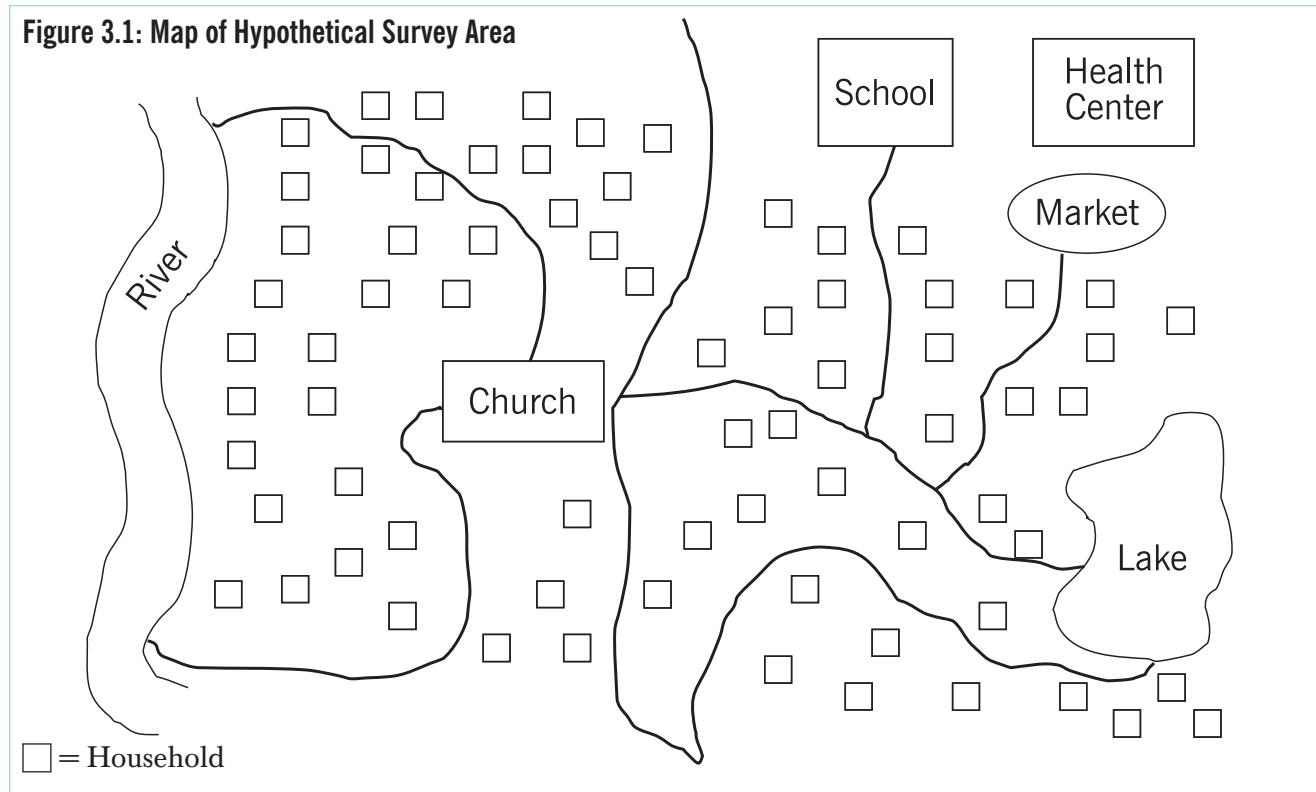 Figure 3.1: Map of Hypothetical Survey Area
School
Health
Center
Market
River
Church
Lake
= Household